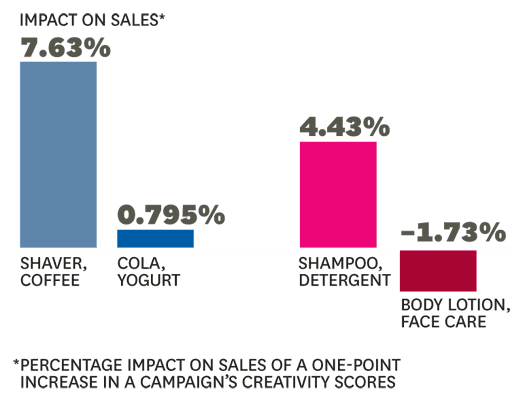 IMPACT ON SALES*
7.63%
SHAVER,
COFFEE
0.795%
COLA,
YOGURT
4.43%
SHAMPOO,
DETERGENT
–1.73%
BODY LOTION,
FACE CARE
*PERCENTAGE IMPACT ON SALES OF A ONE-POINT
INCREASE IN A CAMPAIGN’S CREATIVITY SCORES